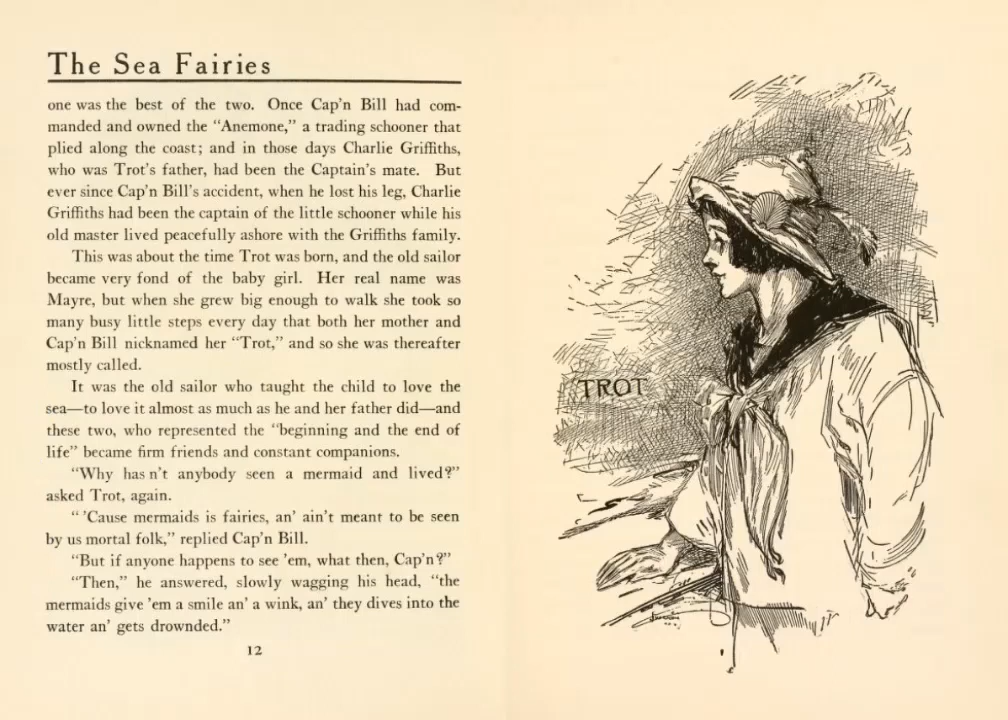 The Sea Fairies
one was the best of the two. Once Cap'n Bill had com-
manded and owned the "Anemone," a trading schooner that
plied along the coast; and in those days Charlie Griffiths,
who was Trot's father, had been the Captain's mate. But
ever since Cap'n Bill's accident, when he lost his leg, Charlie
Griffiths had been the captain of the little schooner while his
old master lived peacefully ashore with the Griffiths family.
This was about the time Trot was born, and the old sailor
became very fond of the baby girl. Her real name was
Mayre, but when she grew big enough to walk she took so
many busy little steps every day that both her mother and
Cap'n Bill nicknamed her "Trot," and so she was thereafter
mostly called.
It was the old sailor who taught the child to love the
sea—to love it almost as much as he and her father did—and
these two, who represented the "beginning and the end of
life" became firm friends and constant companions.
"Why has n't anybody seen a mermaid and lived?"
asked Trot, again.
" 'Cause mermaids is fairies, an' ain't meant to be seen
by us mortal folk," replied Cap'n Bill.
"But if anyone happens to see 'em, what then, Cap'n?"
"Then," he answered, slowly wagging his head, "the
mermaids give 'em a smile an' a wink, an' they dives into the
water an' gets drownded."
12
TROT